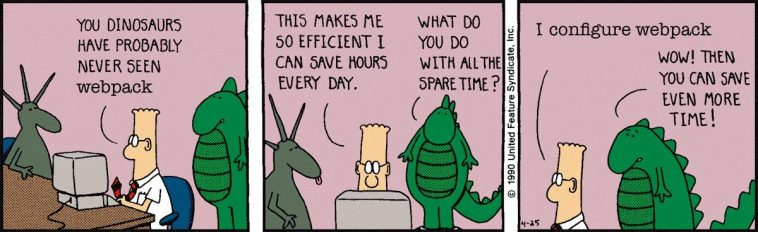 YOU DINOSAURS
HAVE PROBABLY
NEVER SEEN
webpack
THIS MAKES ME
SO EFFICIENT I
CAN SAVE HOURS
EVERY DAY.
WHAT DO
YOU DO
WITH ALL THE
SPARE TIME?
© 1990 United Feature Syndicate, Inc.
I configure webpack
WOW! THEN
YOU CAN SAVE
EVEN MORE
TIME!
4-25